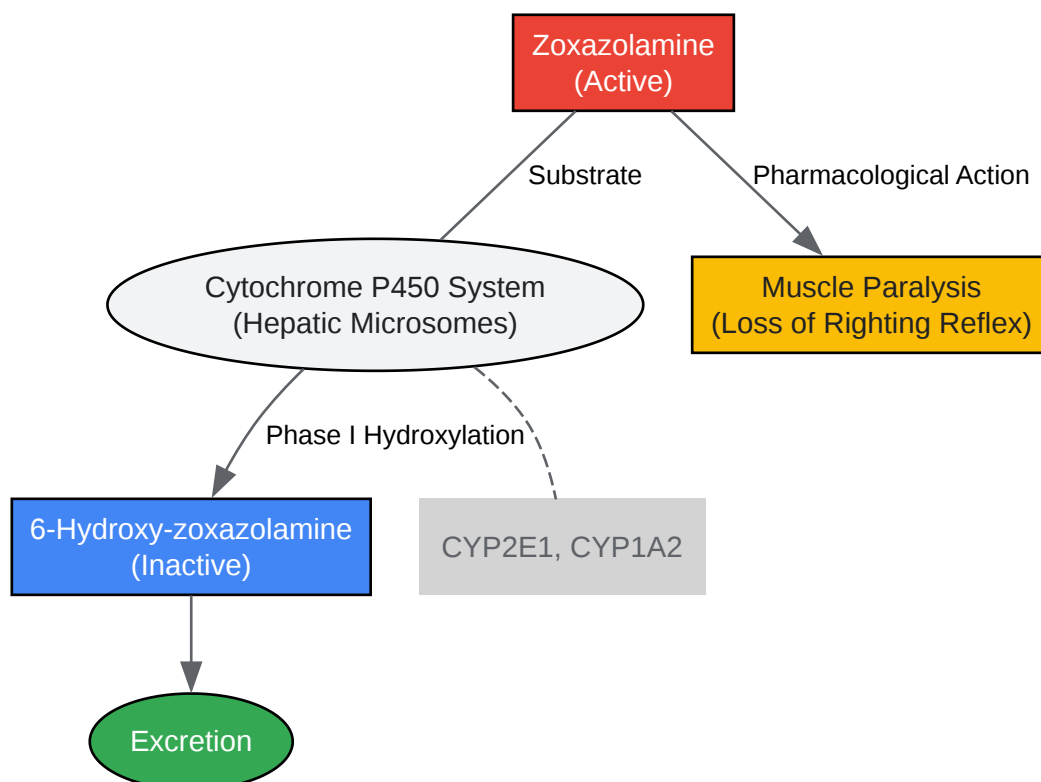 Zoxazolamine
(Active)
Substrate
Pharmacological Action
Cytochrome P450 System
(Hepatic Microsomes)
Muscle Paralysis
(Loss of Righting Reflex)
Phase I Hydroxylation
6-Hydroxy-zoxazolamine
(Inactive)
CYP2E1, CYP1A2
Excretion